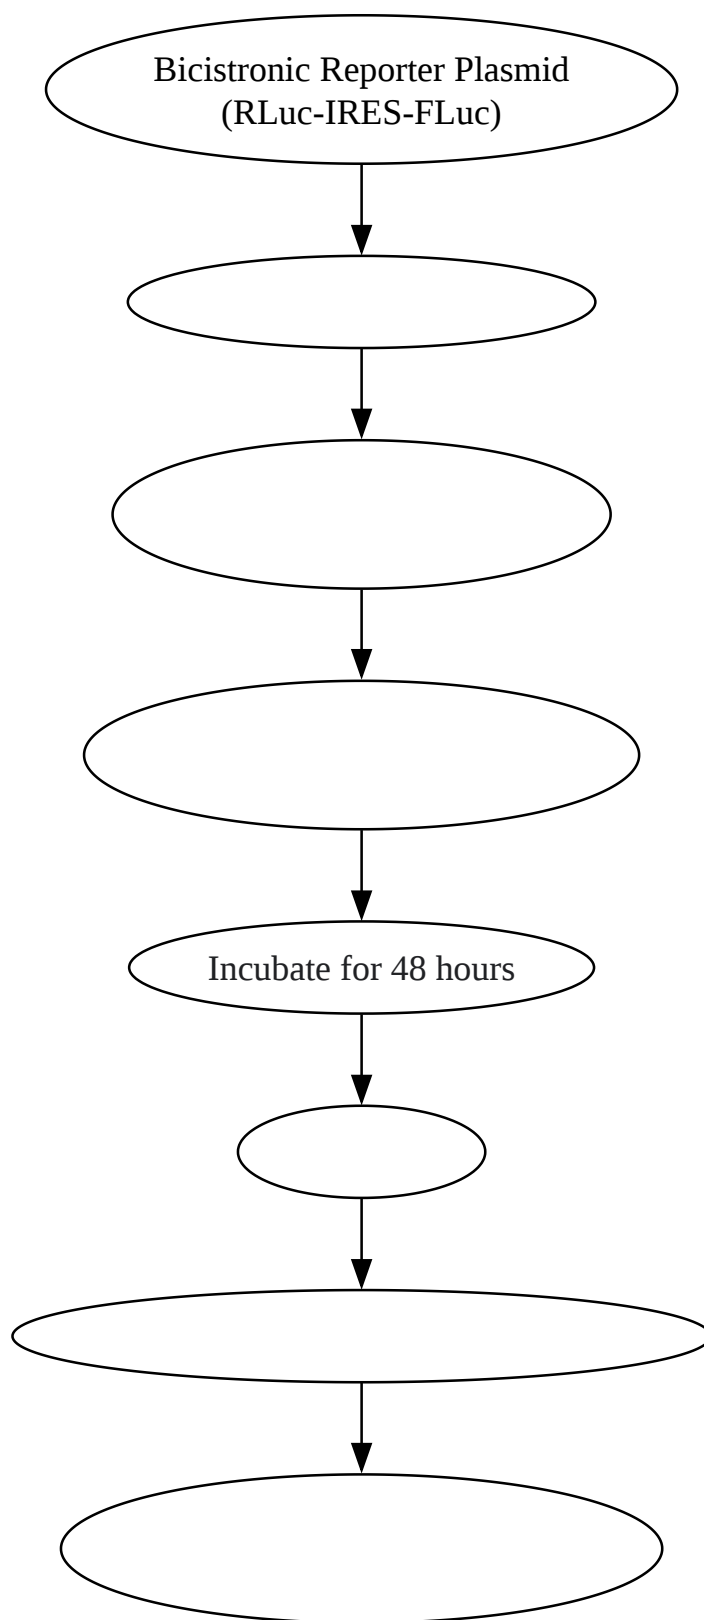 Bicistronic Reporter Plasmid
(RLuc-IRES-FLuc)
Incubate for 48 hours